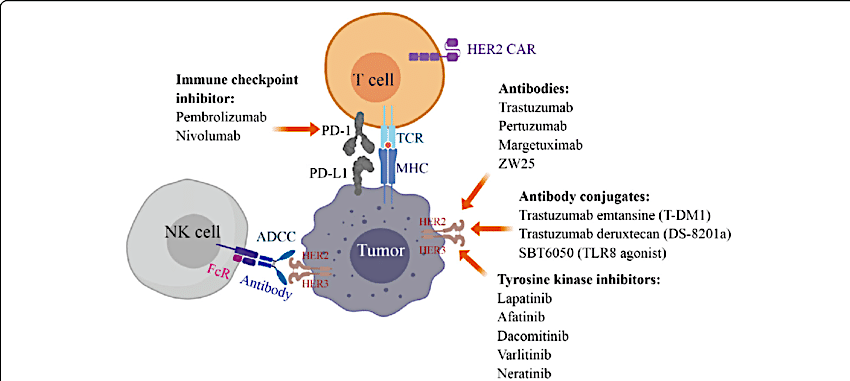 HER2 CAR
T cell
Immune checkpoint
inhibitor:
Pembrolizumab
Nivolumab
PD-1
TCR
PD-L1
MHC
Antibodies:
Trastuzumab
Pertuzumab
Margetuximab
ZW25
Antibody conjugates:
Trastuzumab emtansine (T-DM1)
Trastuzumab deruxtecan (DS-8201a)
SBT6050 (TLR8 agonist)
HER2
HER3
NK cell
ADCC
FcR
Antibody
HER2
HER3
Tumor
Tyrosine kinase inhibitors:
Lapatinib
Afatinib
Dacomitinib
Varlitinib
Neratinib